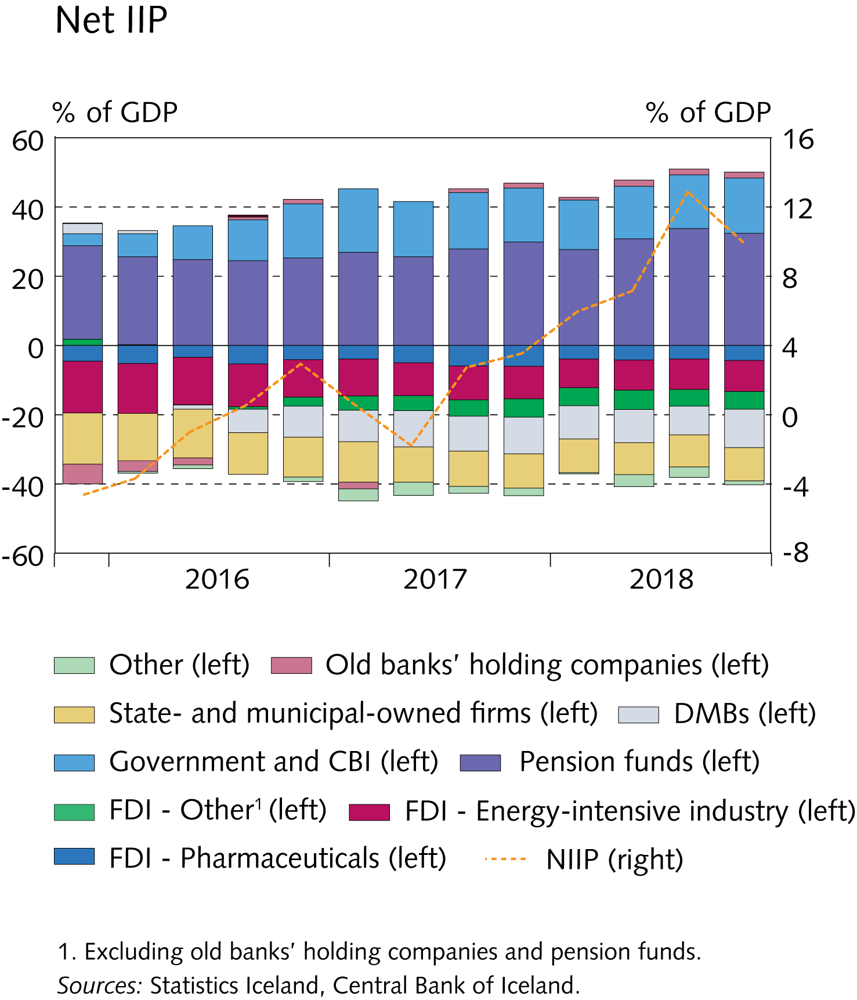 Net IIP
% of GDP % of GDP
60 16
40 12
20 8
0 4
-20 0
-40 -4
-60 -8
2016 2017 2018
Other (left) Old banks’ holding companies (left)
State- and municipal-owned firms (left) DMBs (left)
Government and CBI (left) Pension funds (left)
FDI - Other¹ (left) FDI - Energy-intensive industry (left)
FDI - Pharmaceuticals (left) NIIP (right)
1. Excluding old banks’ holding companies and pension funds.
Sources: Statistics Iceland, Central Bank of Iceland.